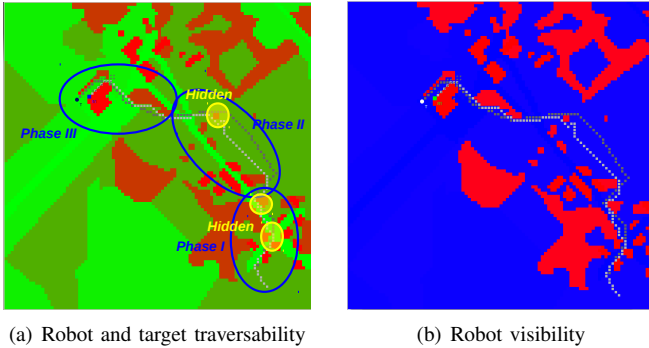 Hidden
Phase II
Phase III
Hidden
Phase I
(a) Robot and target traversability
(b) Robot visibility